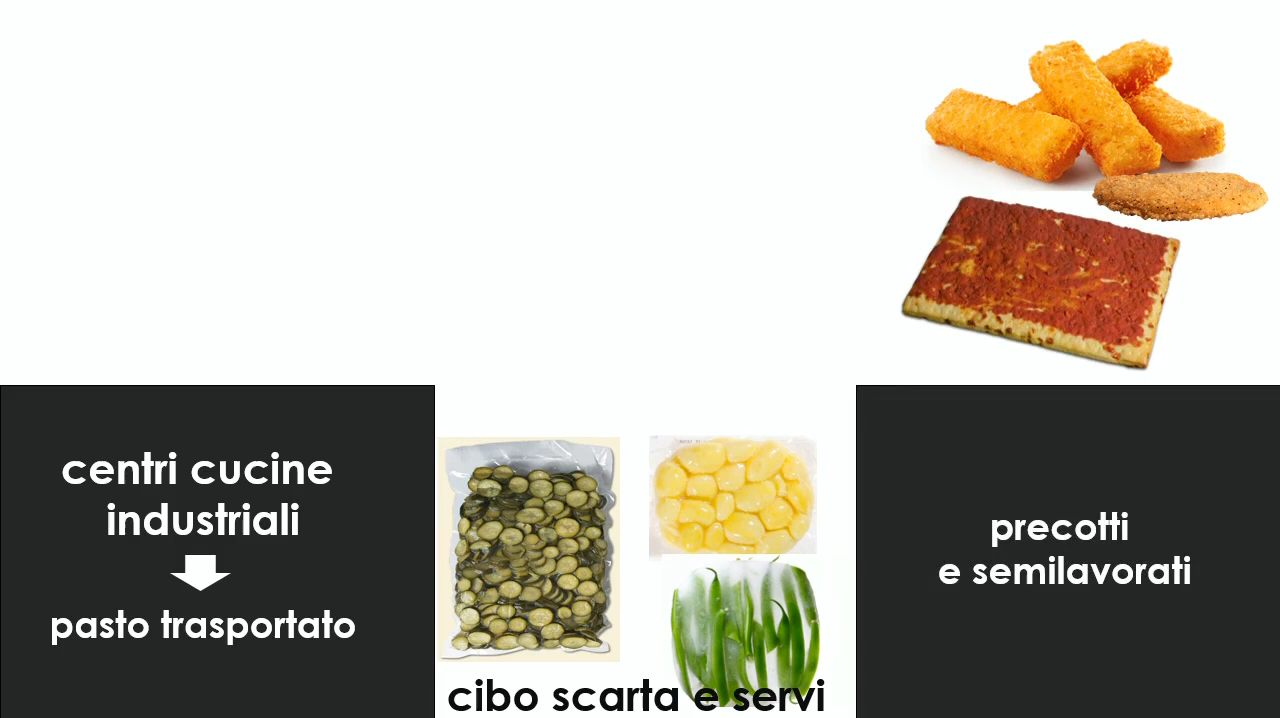 centri cucine
industriali
pasto trasportato
cibo scarta e servi
precotti
e semilavorati